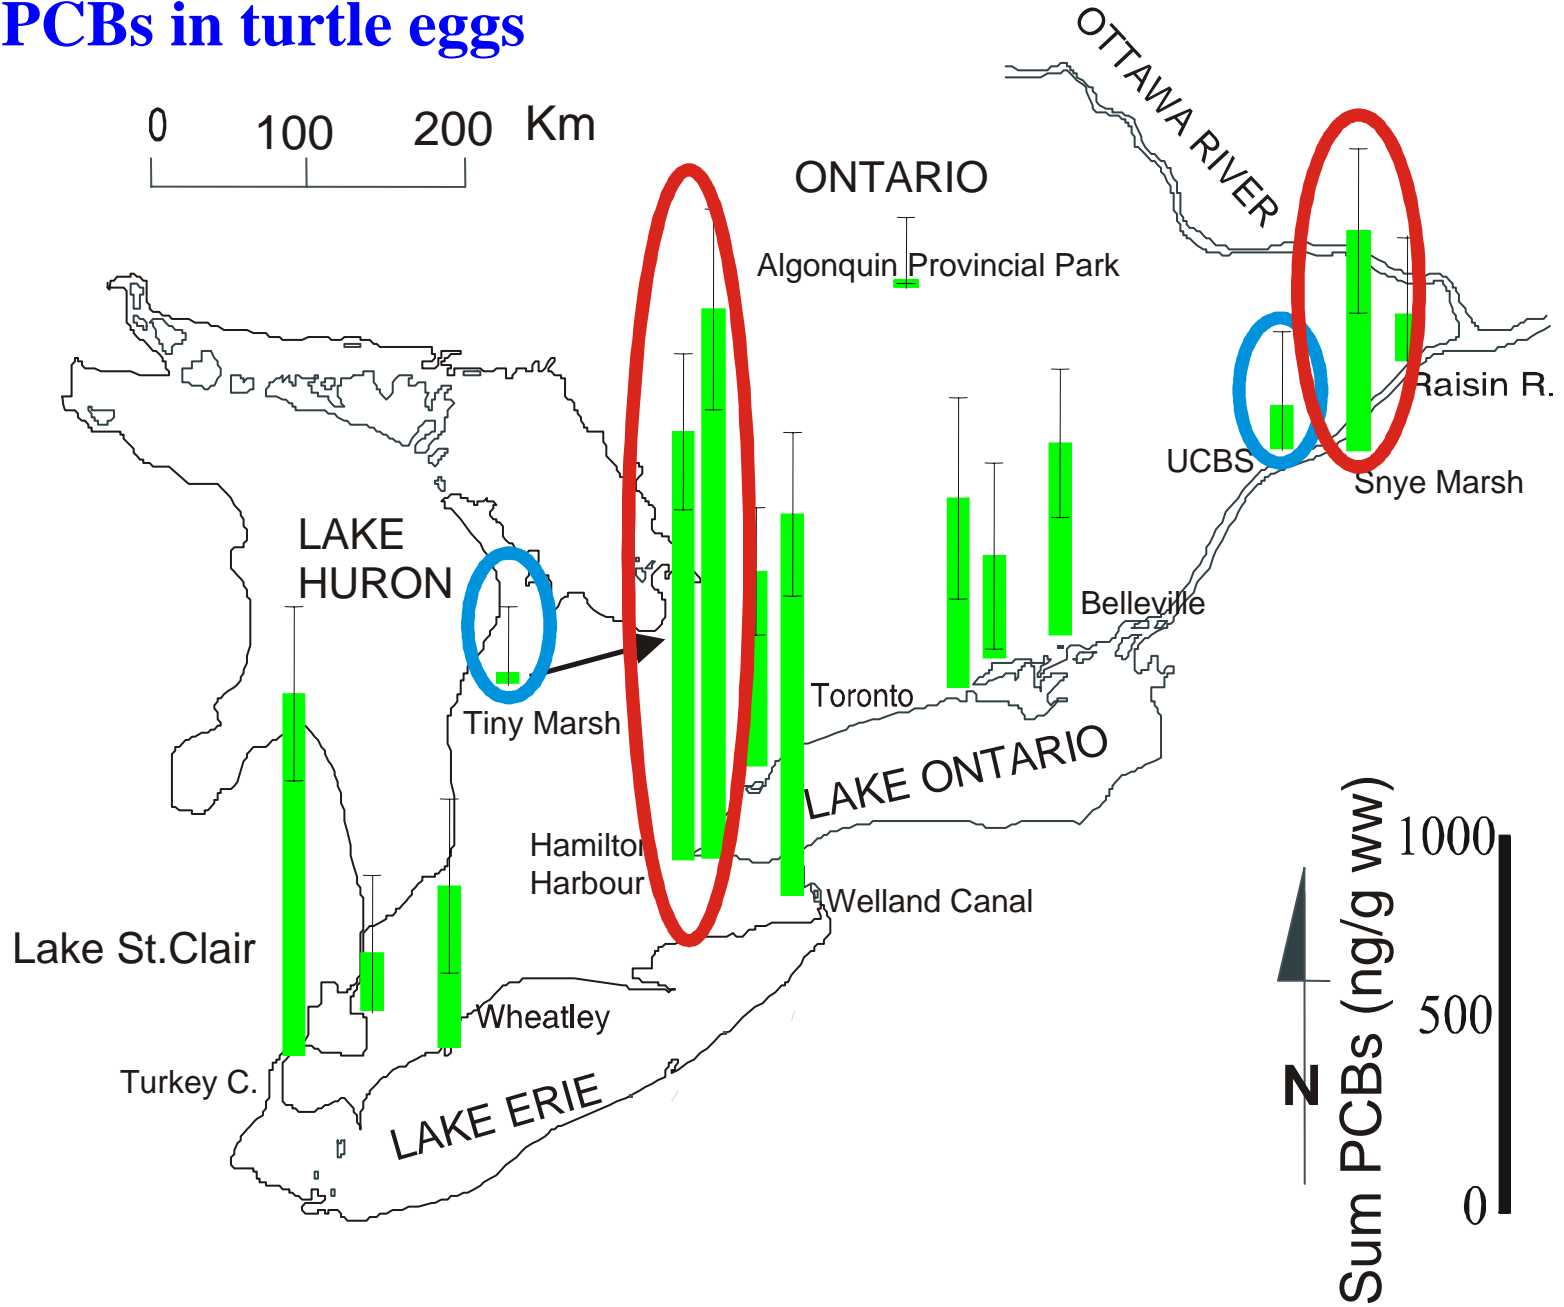 PCBs in turtle eggs
0 100 200 Km
OTTAWA RIVER
ONTARIO
Algonquin Provincial Park
Raisin R.
UCBS
Snye Marsh
LAKE
HURON
Belleville
Tiny Marsh
Toronto
LAKE ONTARIO
Hamilton
Harbour
Welland Canal
Lake St.Clair
Wheatley
Turkey C.
LAKE ERIE
N
Sum PCBs (ng/g ww)
1000
500
0